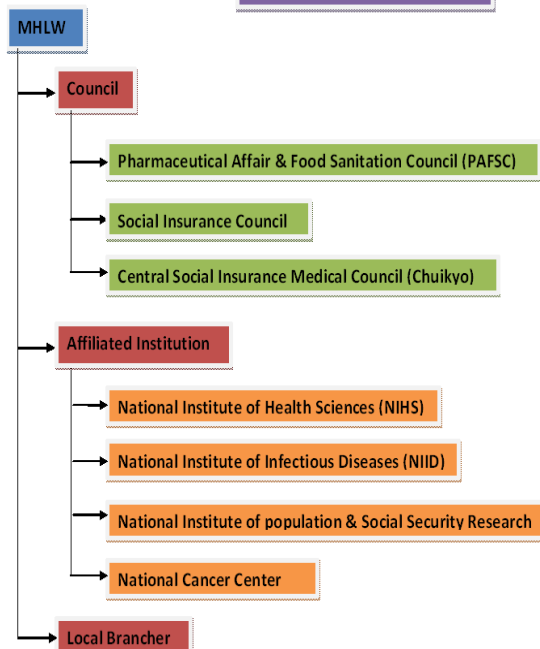 MHLW
Council
Pharmaceutical Affair & Food Sanitation Council (PAFSC)
Social Insurance Council
Central Social Insurance Medical Council (Chuikyo)
Affiliated Institution
National Institute of Health Sciences (NIHS)
National Institute of Infectious Diseases (NIID)
National Institute of population & Social Security Research
National Cancer Center
Local Brancher